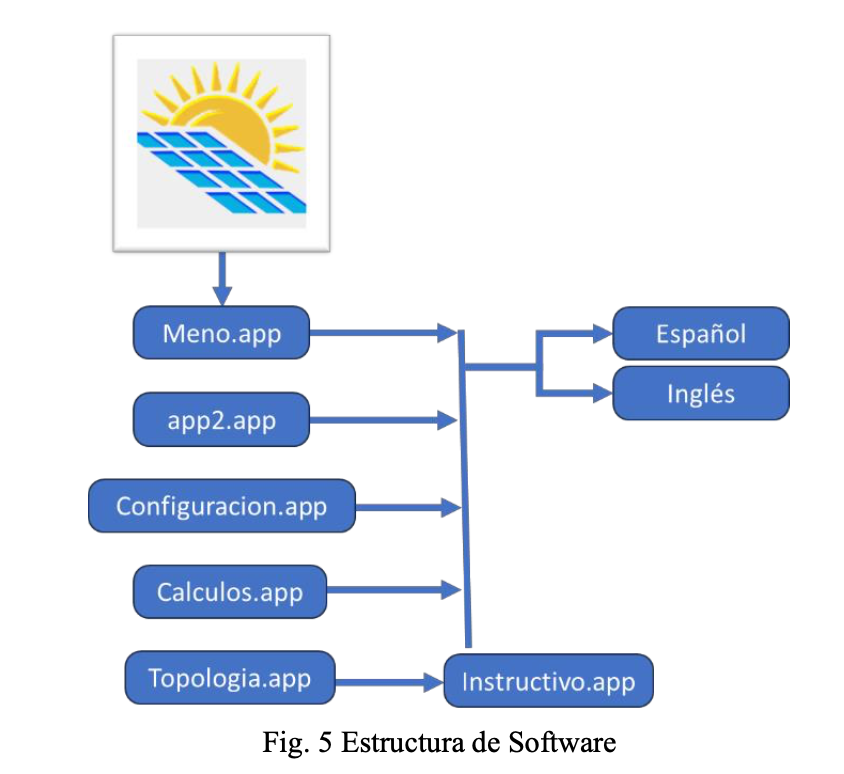 Meno.app
Español
Inglés
app2.app
Configuracion.app
Calculos.app
Topologia.app
Instructivo.app
Fig. 5 Estructura de Software